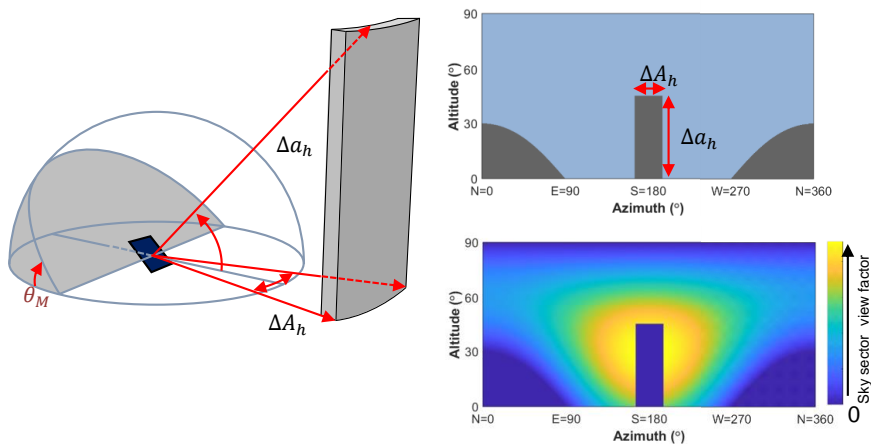 Δa_h
θ_M
ΔA_h
Altitude (°)
90
60
30
0
ΔA_h
Δa_h
N=0
E=90
S=180
W=270
N=360
Azimuth (°)
Altitude (°)
90
60
30
0
N=0
E=90
S=180
W=270
N=360
Azimuth (°)
0
Sky sector view factor